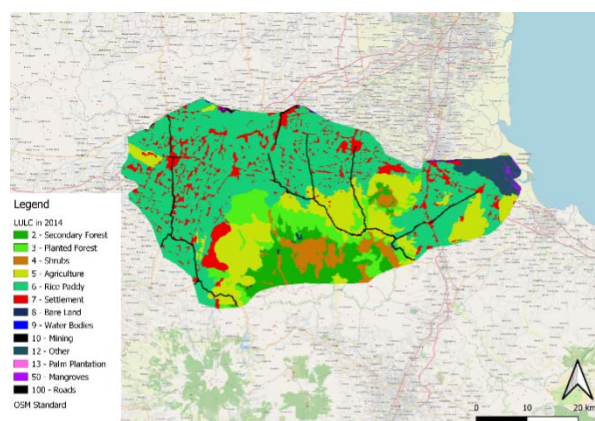 Legend
LULC in 2014
2 - Secondary Forest
3 - Planted Forest
4 - Shrubs
5 - Agriculture
6 - Rice Paddy
7 - Settlement
8 - Bare Land
9 - Water Bodies
10 - Mining
12 - Other
13 - Palm Plantation
50 - Mangroves
100 - Roads
OSM Standard
0 10 20 km